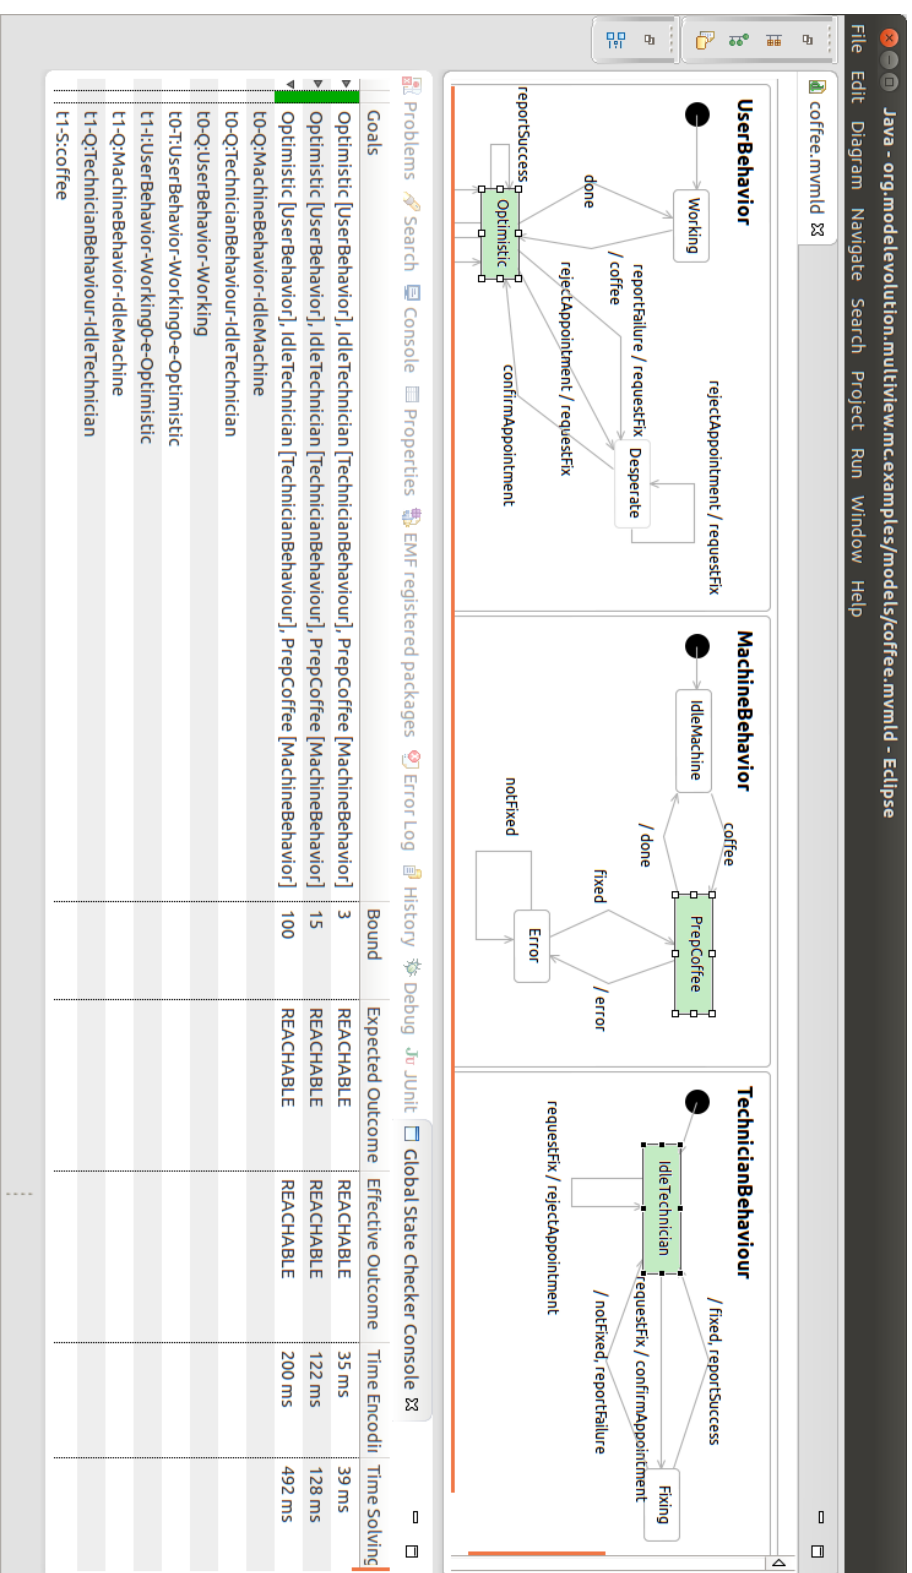 Java - org.modelevolution.multiview.mc.examples/models/coffee.mvmld - Eclipse
File Edit Diagram Navigate Search Project Run Window Help
coffee.mvmld
UserBehavior
Working
done
/ coffee
reportSuccess
Optimistic
reportFailure / requestFix
rejectAppointment / requestFix
confirmAppointment
Desperate
rejectAppointment / requestFix
MachineBehavior
IdleMachine
coffee
/ done
PrepCoffee
fixed
/ error
notFixed
Error
TechnicianBehaviour
IdleTechnician
/ fixed, reportSuccess
requestFix / confirmAppointment
/ notFixed, reportFailure
requestFix / rejectAppointment
Fixing
Problems Search Console Properties EMF registered packages Error Log History Debug JUnit Global State Checker Console
Goals Bound Expected Outcome Effective Outcome Time Encodin Time Solving
Optimistic [UserBehavior], IdleTechnician [TechnicianBehaviour], PrepCoffee [MachineBehavior] 3 REACHABLE REACHABLE 35 ms 39 ms
Optimistic [UserBehavior], IdleTechnician [TechnicianBehaviour], PrepCoffee [MachineBehavior] 15 REACHABLE REACHABLE 122 ms 128 ms
Optimistic [UserBehavior], IdleTechnician [TechnicianBehaviour], PrepCoffee [MachineBehavior] 100 REACHABLE REACHABLE 200 ms 492 ms
t0-Q:MachineBehavior-IdleMachine
t0-Q:TechnicianBehaviour-IdleTechnician
t0-Q:UserBehavior-Working
t0-T:UserBehavior-Working0-e-Optimistic
t1-I:UserBehavior-Working0-e-Optimistic
t1-Q:MachineBehavior-IdleMachine
t1-Q:TechnicianBehaviour-IdleTechnician
t1-S:coffee